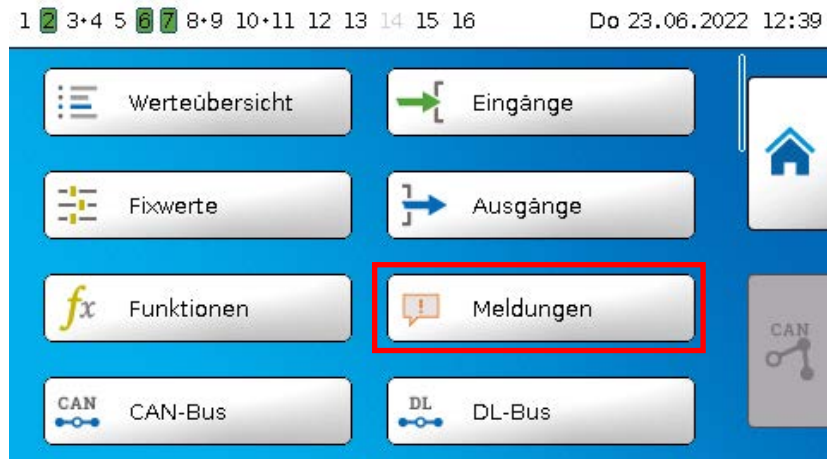 1 2 3•4 5 6 7 8•9 10•11 12 13 14 15 16 Do 23.06.2022 12:39
Werteübersicht Eingänge
Fixwerte Ausgänge
fx Funktionen ! Meldungen
CAN
CAN CAN-Bus DL DL-Bus